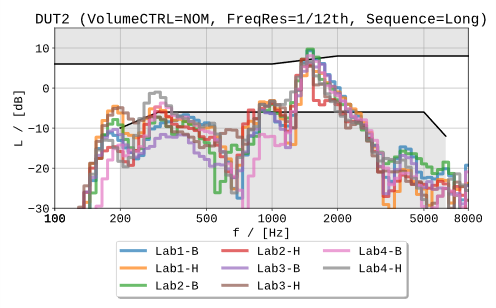 DUT2 (VolumeCTRL=NOM, FreqRes=1/12th, Sequence=Long)
L / [dB]
10
0
−10
−20
−30
100 200 500 1000 2000 5000 8000
f / [Hz]
Lab1-B Lab2-H Lab4-B
Lab1-H Lab3-B Lab4-H
Lab2-B Lab3-H